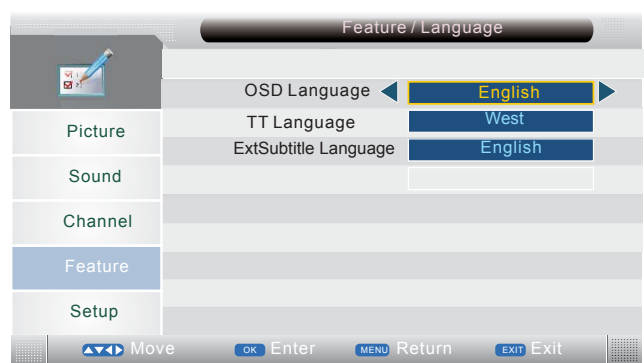 Feature / Language
OSD Language English
TT Language West
ExtSubtitle Language English
Picture
Sound
Channel
Feature
Setup
Move OK Enter MENU Return EXIT Exit